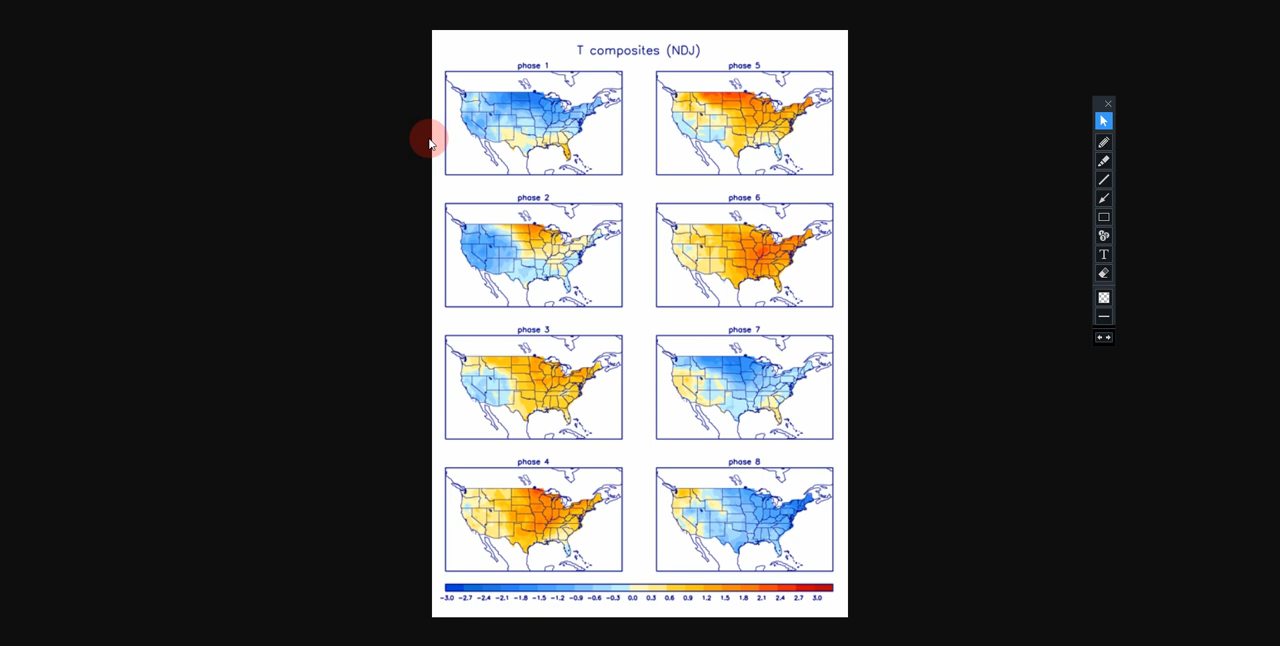 T composites (NDJ)
phase 1
phase 5
phase 2
phase 6
phase 3
phase 7
phase 4
phase 8
-3.0 -2.7 -2.4 -2.1 -1.8 -1.5 -1.2 -0.9 -0.6 -0.3 0.0 0.3 0.6 0.9 1.2 1.5 1.8 2.1 2.4 2.7 3.0
T